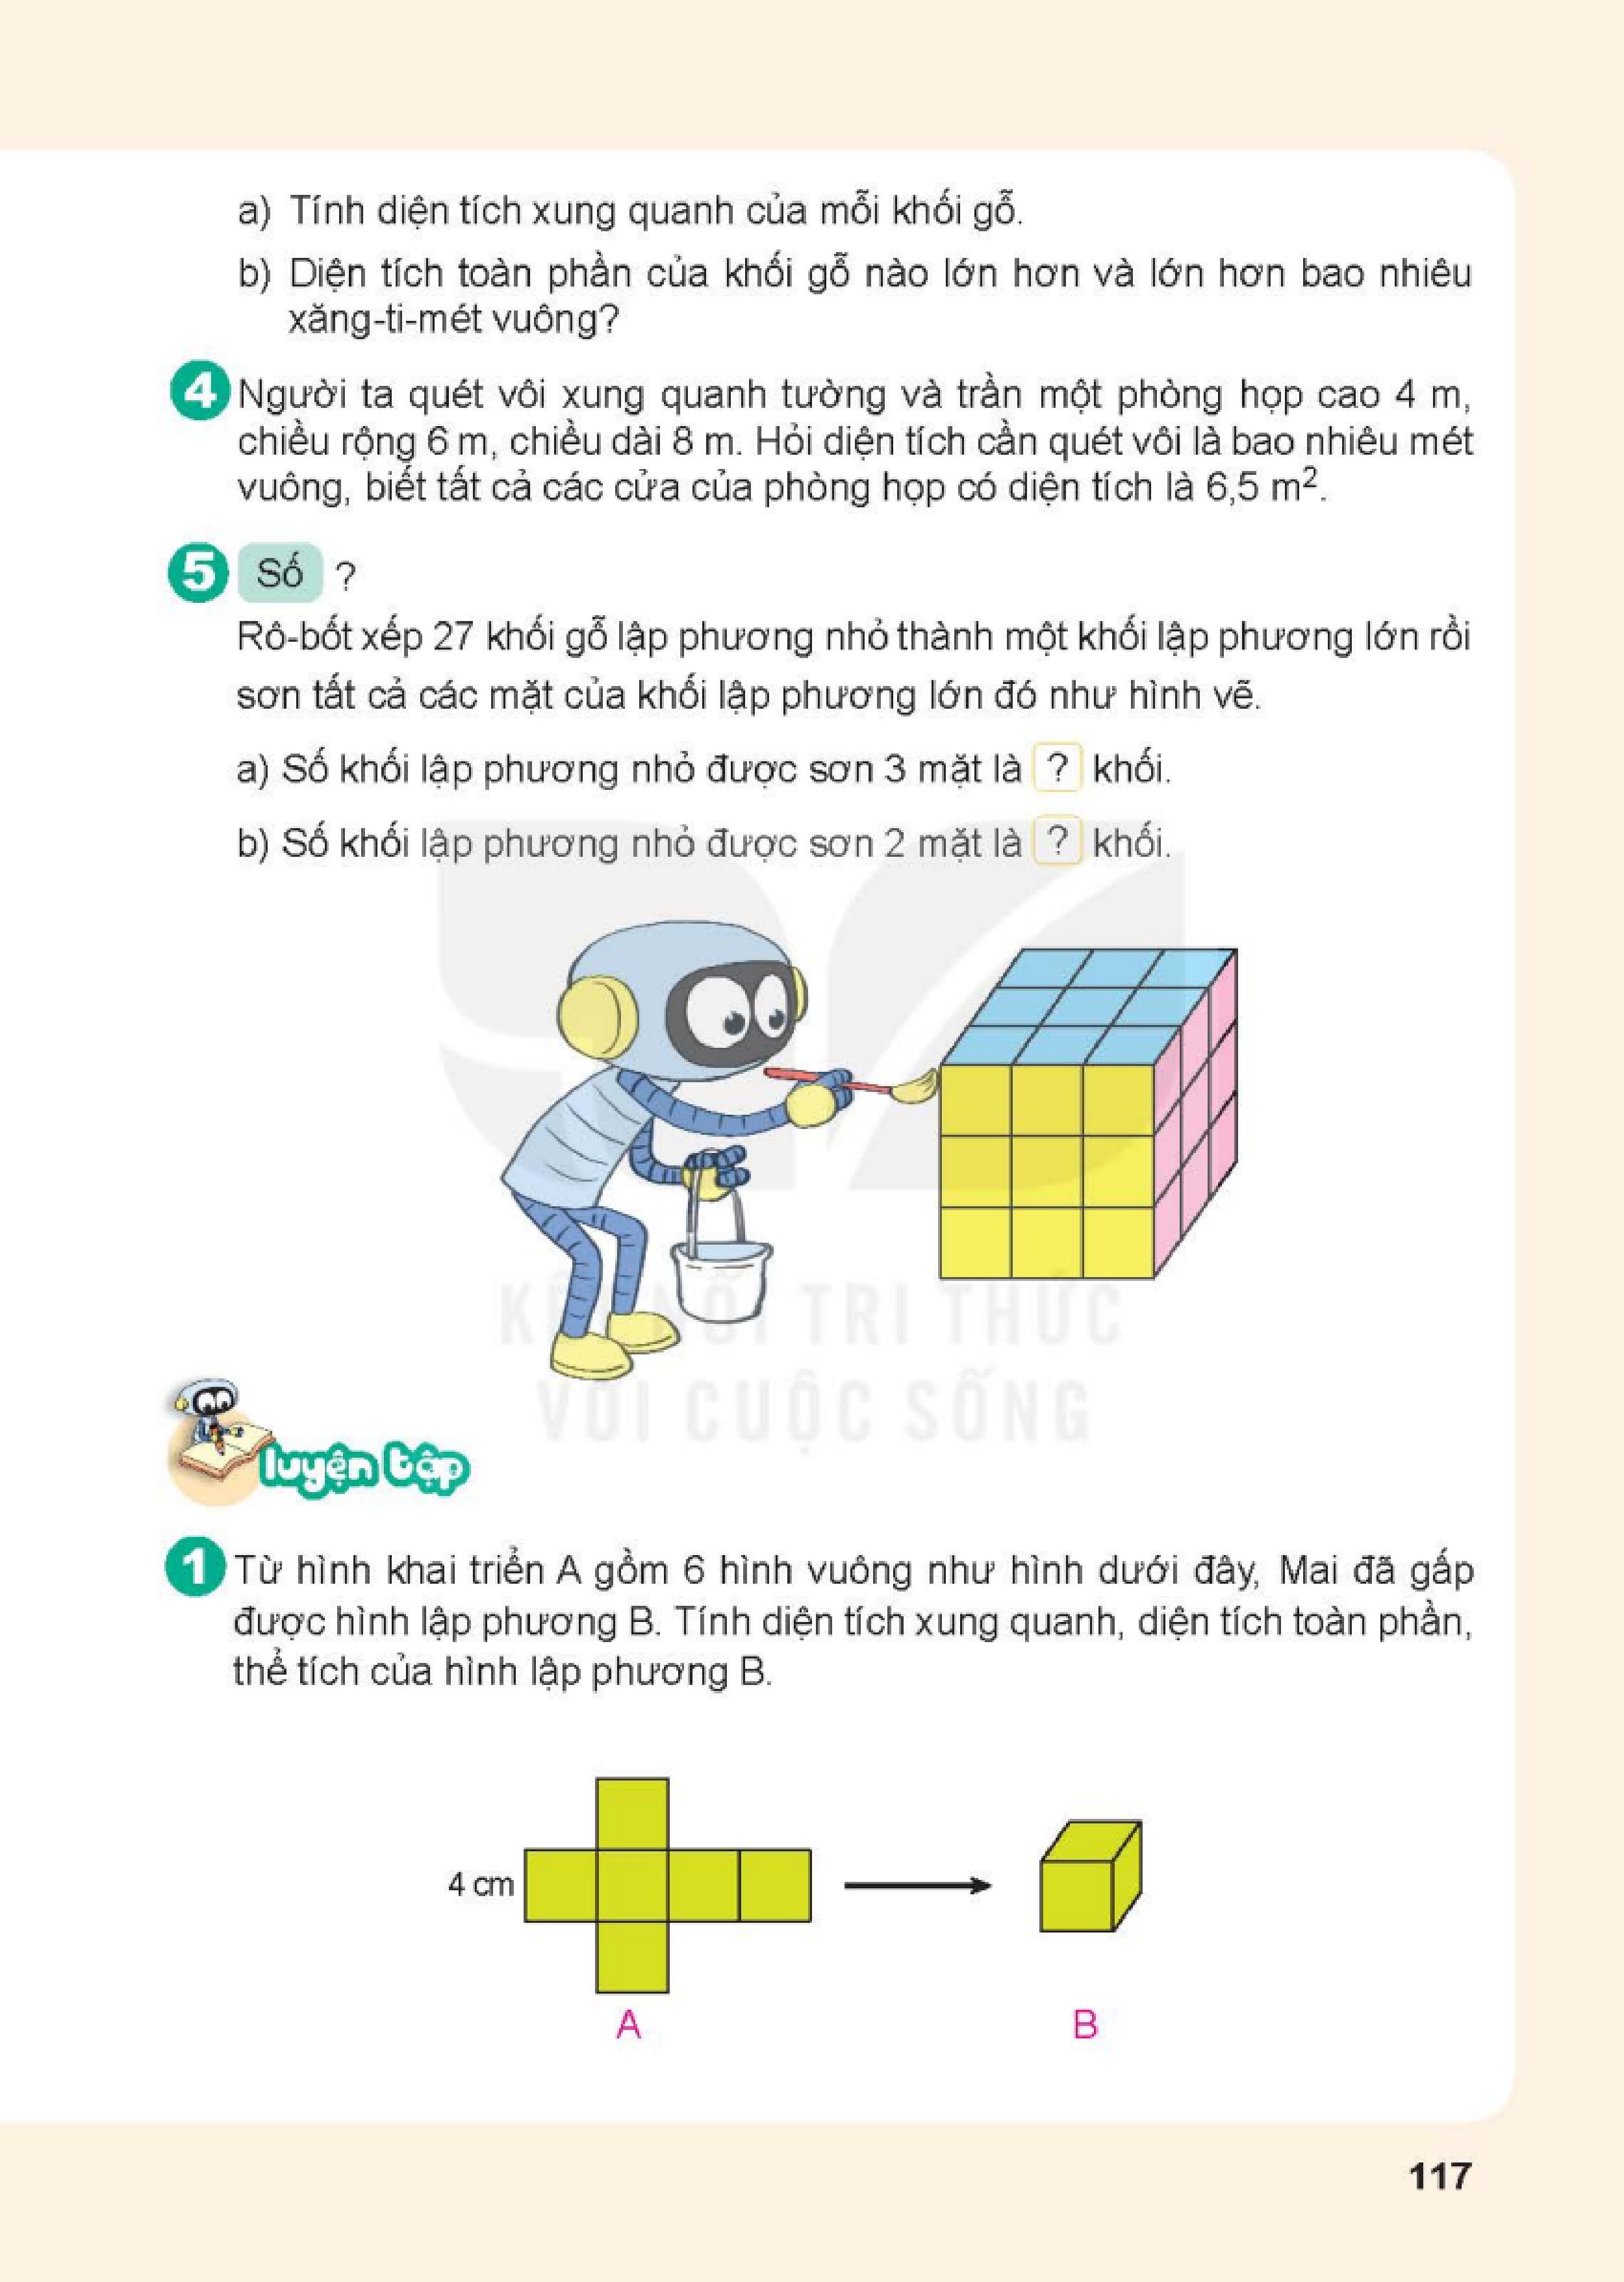 a) Tính diện tích xung quanh của mỗi khối gỗ.
b) Diện tích toàn phần của khối gỗ nào lớn hơn và lớn hơn bao nhiêu
xăng-ti-mét vuông?
4 Người ta quét vôi xung quanh tường và trần một phòng họp cao 4 m,
chiều rộng 6 m, chiều dài 8 m. Hỏi diện tích cần quét vôi là bao nhiêu mét
vuông, biết tất cả các cửa của phòng họp có diện tích là 6,5 m².
5 Số ?
Rô-bốt xếp 27 khối gỗ lập phương nhỏ thành một khối lập phương lớn rồi
sơn tất cả các mặt của khối lập phương lớn đó như hình vẽ.
a) Số khối lập phương nhỏ được sơn 3 mặt là ? khối.
b) Số khối lập phương nhỏ được sơn 2 mặt là ? khối.
KẾT NỐI TRI THỨC
VỚI CUỘC SỐNG
luyện tập
1 Từ hình khai triển A gồm 6 hình vuông như hình dưới đây, Mai đã gấp
được hình lập phương B. Tính diện tích xung quanh, diện tích toàn phần,
thể tích của hình lập phương B.
4 cm
A B
117